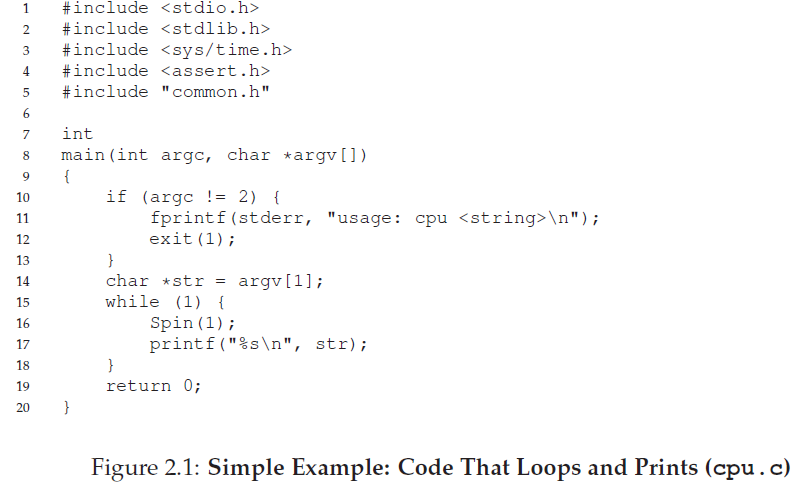 1 #include <stdio.h>
2 #include <stdlib.h>
3 #include <sys/time.h>
4 #include <assert.h>
5 #include "common.h"
6
7 int
8 main(int argc, char *argv[])
9 {
10     if (argc != 2) {
11         fprintf(stderr, "usage: cpu <string>\n");
12         exit(1);
13     }
14     char *str = argv[1];
15     while (1) {
16         Spin(1);
17         printf("%s\n", str);
18     }
19     return 0;
20 }
Figure 2.1: Simple Example: Code That Loops and Prints (cpu.c)